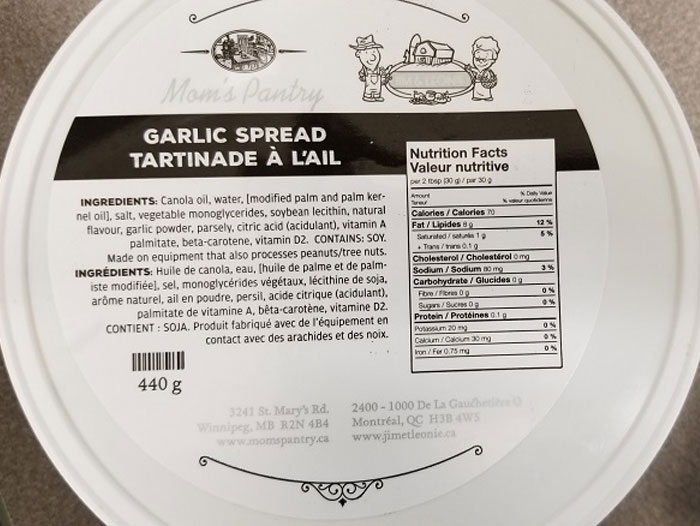 Mom's Pantry
GARLIC SPREAD
TARTINADE À L'AIL
INGREDIENTS: Canola oil, water, [modified palm and palm ker-
nel oil], salt, vegetable monoglycerides, soybean lecithin, natural
flavour, garlic powder, parsely, citric acid (acidulant), vitamin A
palmitate, beta-carotene, vitamin D2. CONTAINS: SOY.
Made on equipment that also processes peanuts/tree nuts.
INGRÉDIENTS: Huile de canola, eau, [huile de palme et de palm-
iste modifiée], sel, monoglycérides végétaux, lécithine de soja,
arôme naturel, ail en poudre, persil, acide citrique (acidulant),
palmitate de vitamine A, bêta-carotène, vitamine D2.
CONTIENT : SOJA. Produit fabriqué avec de l'équipement en
contact avec des arachides et des noix.
440 g
Nutrition Facts
Valeur nutritive
per 2 tbsp (30 g) / par 30 g
Amount % Daily Value
Teneur % valeur quotidienne
Calories / Calories 70
Fat / Lipides 8 g 12 %
Saturated / saturés 1 g 5 %
+ Trans / trans 0.1 g
Cholesterol / Cholestérol 0 mg
Sodium / Sodium 80 mg 3 %
Carbohydrate / Glucides 0 g
Fibre / Fibres 0 g 0 %
Sugars / Sucres 0 g 0 %
Protein / Protéines 0.1 g
Potassium 20 mg 0 %
Calcium / Calcium 30 mg 0 %
Iron / Fer 0.75 mg 0 %
3241 St. Mary's Rd.
Winnipeg, MB R2N 4B4
www.momspantry.ca
2400 - 1000 De La Gauchetière O
Montréal, QC H3B 4W5
www.jimetleonie.ca